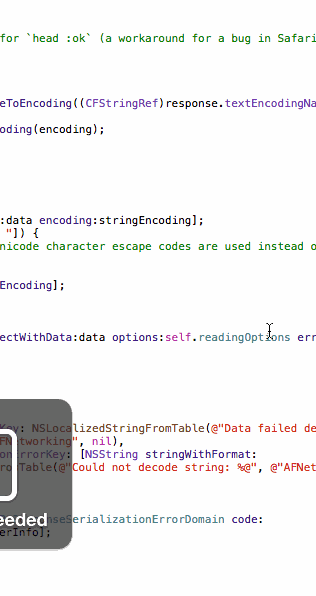 for `head :ok` (a workaround for a bug in Safari
eToEncoding((CFStringRef)response.textEncodingNa
oding(encoding);
:data encoding:stringEncoding];
"]) {
nicode character escape codes are used instead o
Encoding];
ectWithData:data options:self.readingOptions err
Key: NSLocalizedStringFromTable(@"Data failed de
FNetworking", nil),
onErrorKey: [NSString stringWithFormat:
romTable(@"Could not decode string: %@", @"AFNet
eeded
nseSerializationErrorDomain code:
erInfo];